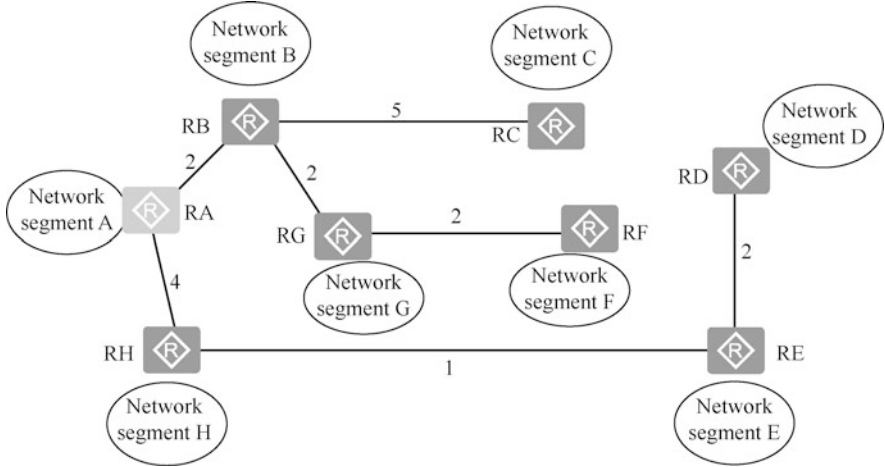 Network
segment B
Network
segment C
RB
R
5
RC
R
Network
segment D
2
RD
R
Network
segment A
R
RA
2
RG
R
2
R
RF
2
4
Network
segment G
Network
segment F
RH
R
1
R
RE
Network
segment H
Network
segment E